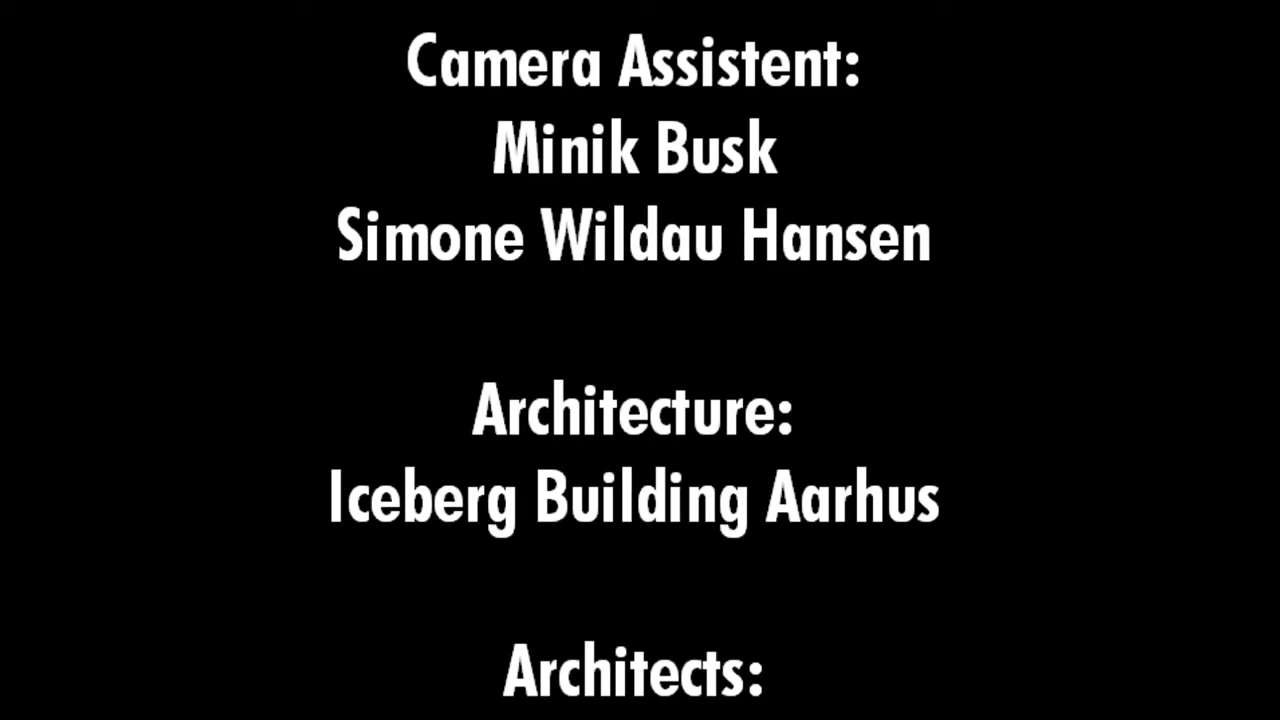 Camera Assistent:
Minik Busk
Simone Wildau Hansen
Architecture:
Iceberg Building Aarhus
Architects: